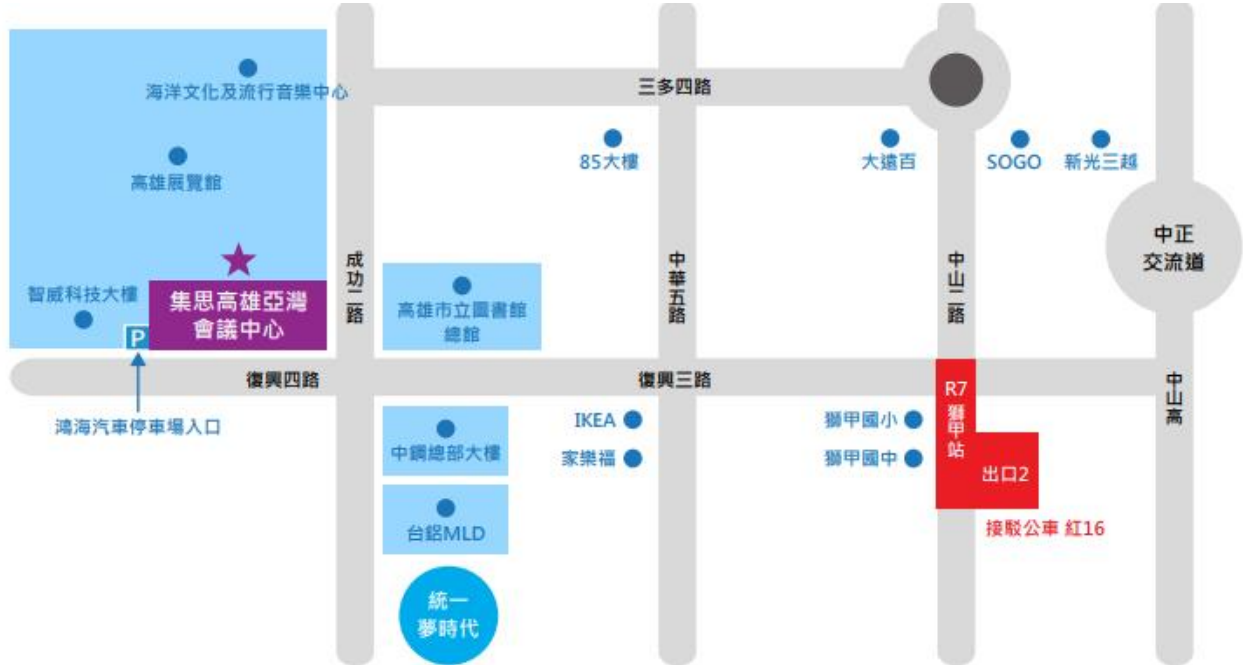 海洋文化及流行音樂中心
三多四路
高雄展覽館
85大樓
大遠百
SOGO
新光三越
中正
交流道
成功二路
中華五路
中山二路
智威科技大樓
P
集思高雄亞灣
會議中心
高雄市立圖書館
總館
復興四路
復興三路
中山高
鴻海汽車停車場入口
中鋼總部大樓
IKEA
家樂福
獅甲國小
獅甲國中
R7
獅甲站
出口2
接駁公車 紅16
台鋁MLD
統一
夢時代